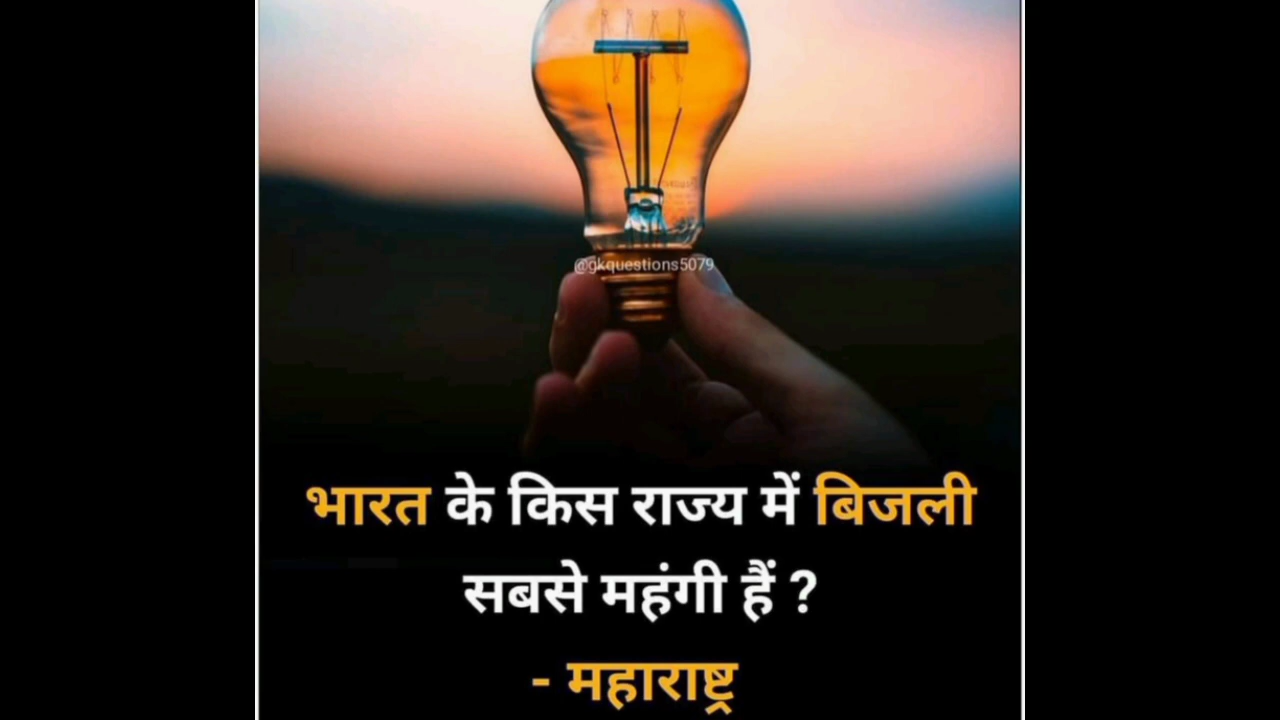 @gkquestions5079
भारत के किस राज्य में बिजली
सबसे महंगी हैं ?
- महाराष्ट्र